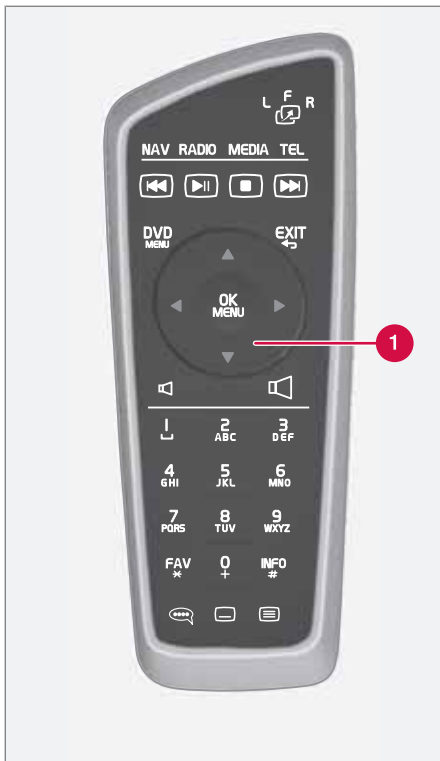 L F R
NAV RADIO MEDIA TEL
DVD EXIT
MENU
OK
MENU
1
1 2 3
ABC DEF
4 5 6
GHI JKL MNO
7 8 9
PQRS TUV WXYZ
FAV 0 INFO
* + #